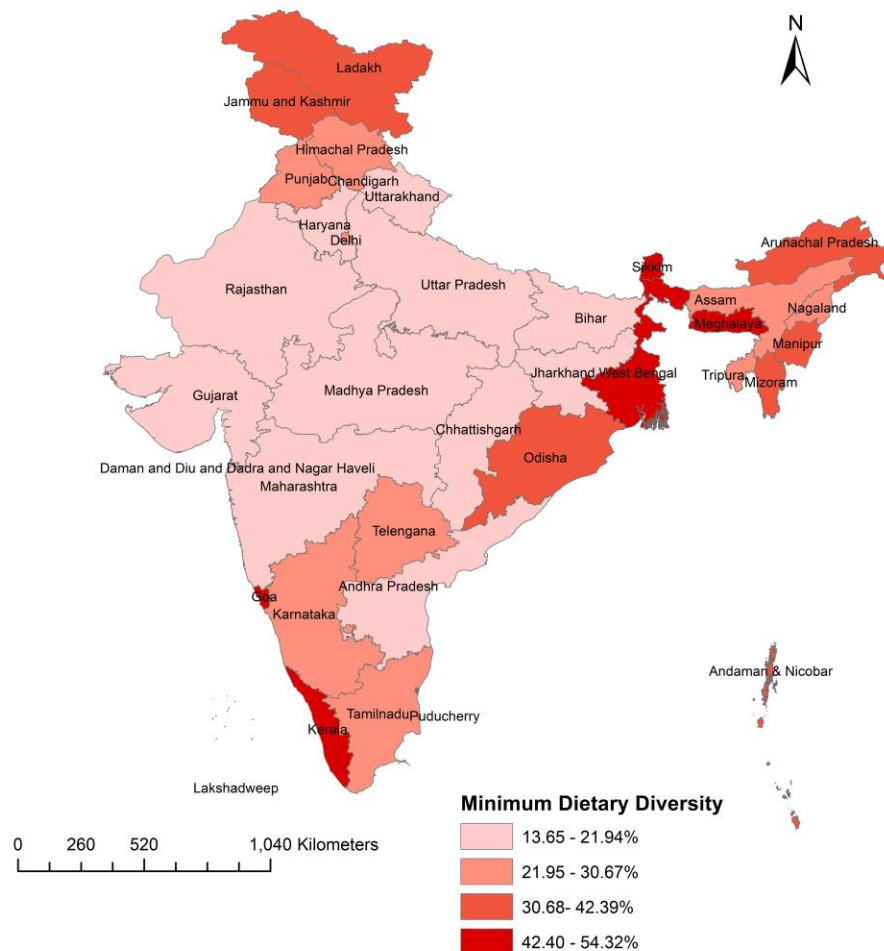 N
Ladakh
Jammu and Kashmir
Himachal Pradesh
Punjab
Chandigarh
Uttarakhand
Haryana
Delhi
Arunachal Pradesh
Sikkim
Rajasthan
Uttar Pradesh
Assam
Nagaland
Bihar
Meghalaya
Manipur
Jharkhand
West Bengal
Tripura
Mizoram
Gujarat
Madhya Pradesh
Chhattishgarh
Odisha
Daman and Diu and Dadra and Nagar Haveli
Maharashtra
Telengana
Andhra Pradesh
Goa
Karnataka
Andaman & Nicobar
Tamilnadu
Puducherry
Kerala
Lakshadweep
Minimum Dietary Diversity
13.65 - 21.94%
21.95 - 30.67%
30.68- 42.39%
42.40 - 54.32%
0 260 520 1,040 Kilometers